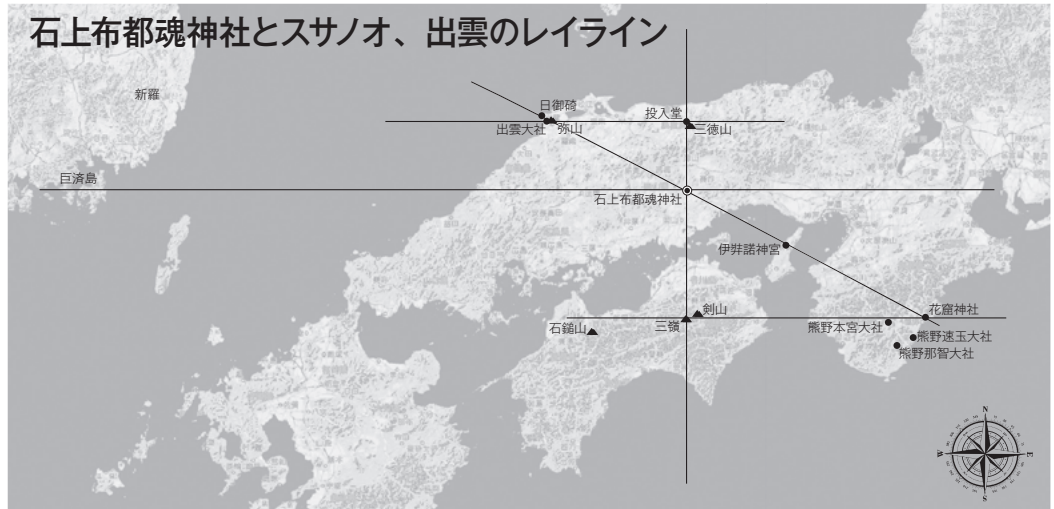 石上布都魂神社とスサノオ、出雲のレイライン
新羅
日御碕
出雲大社
弥山
投入堂
三徳山
巨済島
石上布都魂神社
伊弉諾神宮
剣山
花窟神社
石鎚山
三嶺
熊野本宮大社
熊野速玉大社
熊野那智大社
N
W
E
S